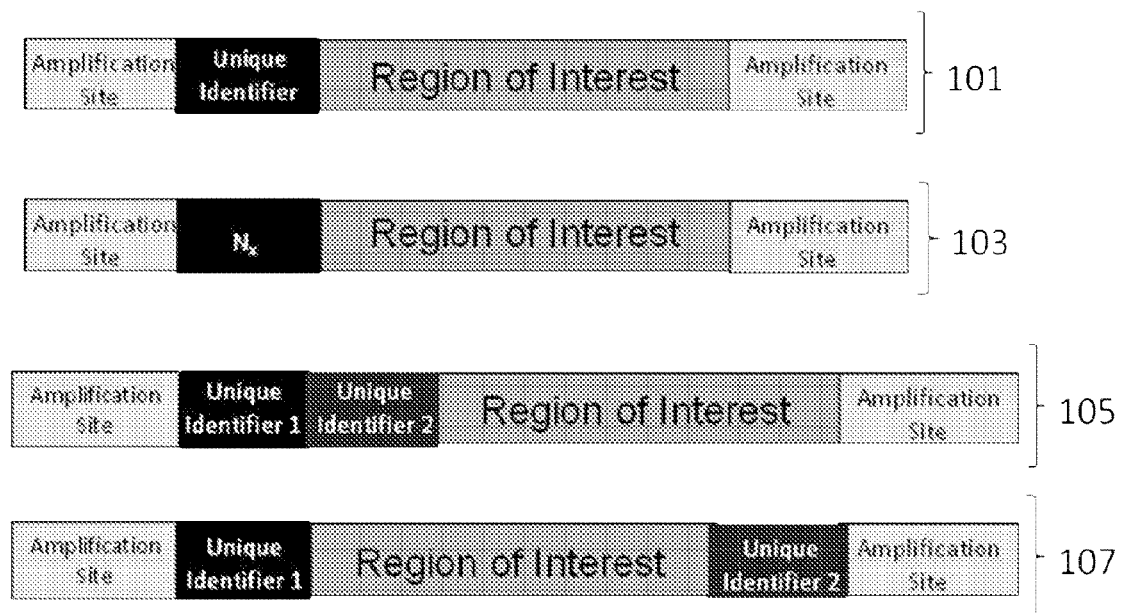 Amplification
Site
Unique
Identifier
Region of Interest
Amplification
Site
101
Amplification
Site
Nx
Region of Interest
Amplification
Site
103
Amplification
Site
Unique
Identifier 1
Unique
Identifier 2
Region of Interest
Amplification
Site
105
Amplification
Site
Unique
Identifier 1
Region of Interest
Unique
Identifier 2
Amplification
Site
107